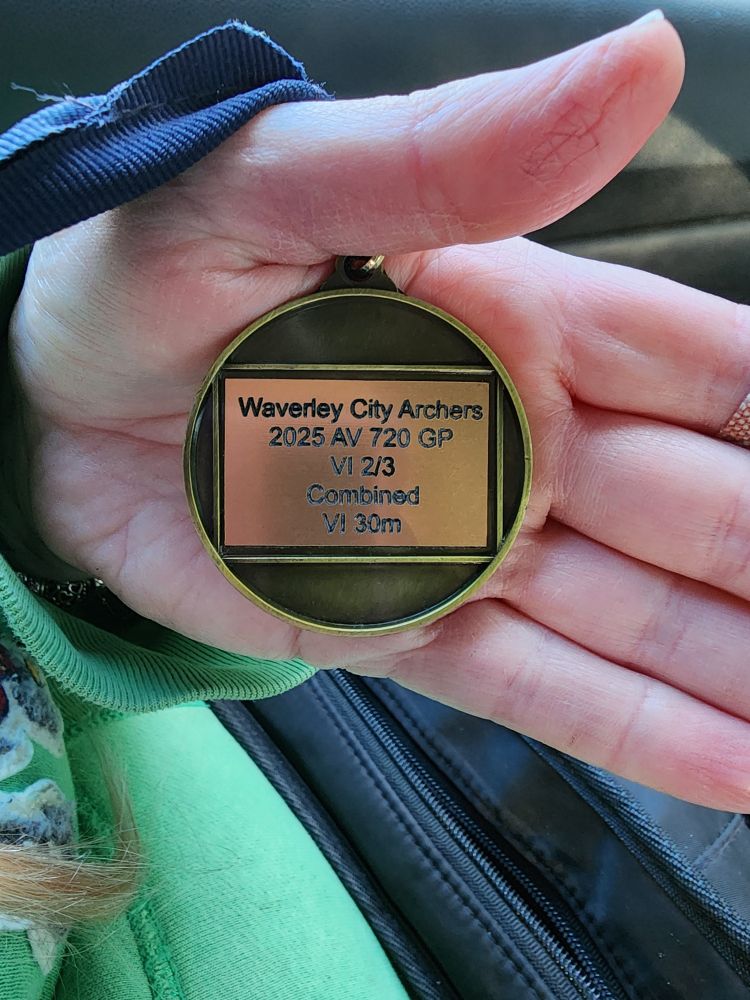 Waverley City Archers
2025 AV 720 GP
VI 2/3
Combined
VI 30m